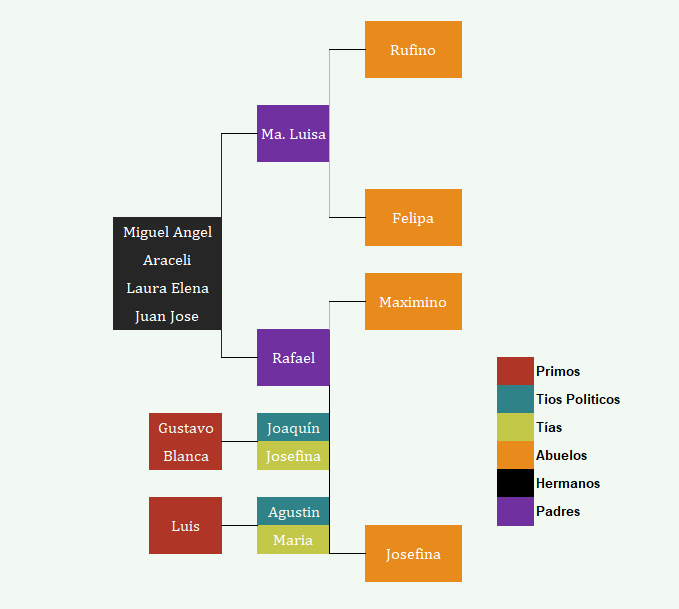 Rufino
Ma. Luisa
Felipa
Miguel Angel
Araceli
Laura Elena
Juan Jose
Maximino
Rafael
Gustavo
Blanca
Joaquín
Josefina
Luis
Agustin
Maria
Josefina
Primos
Tios Politicos
Tías
Abuelos
Hermanos
Padres